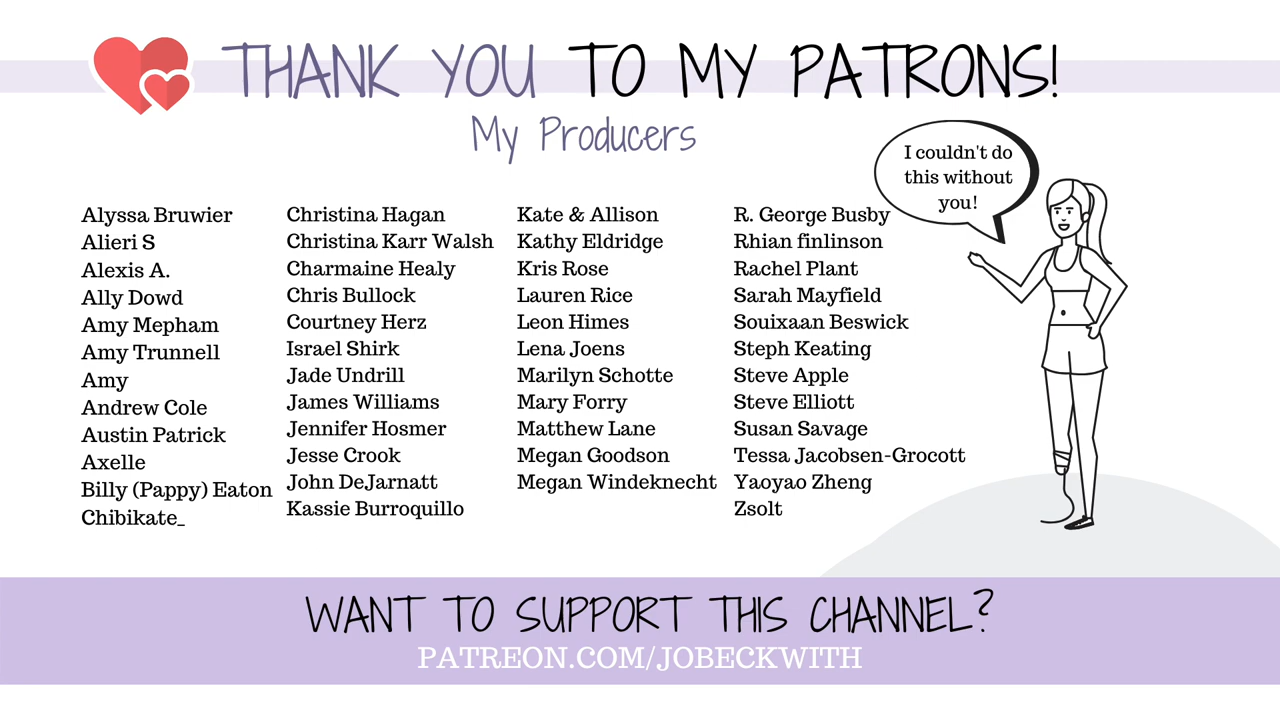 THANK YOU TO MY PATRONS!
My Producers
I couldn't do
this without
you!
Alyssa Bruwier
Alieri S
Alexis A.
Ally Dowd
Amy Mepham
Amy Trunnell
Amy
Andrew Cole
Austin Patrick
Axelle
Billy (Pappy) Eaton
Chibikate_
Christina Hagan
Christina Karr Walsh
Charmaine Healy
Chris Bullock
Courtney Herz
Israel Shirk
Jade Undrill
James Williams
Jennifer Hosmer
Jesse Crook
John DeJarnatt
Kassie Burroquillo
Kate & Allison
Kathy Eldridge
Kris Rose
Lauren Rice
Leon Himes
Lena Joens
Marilyn Schotte
Mary Forry
Matthew Lane
Megan Goodson
Megan Windeknecht
R. George Busby
Rhian finlinson
Rachel Plant
Sarah Mayfield
Souixaan Beswick
Steph Keating
Steve Apple
Steve Elliott
Susan Savage
Tessa Jacobsen-Grocott
Yaoyao Zheng
Zsolt
WANT TO SUPPORT THIS CHANNEL?
PATREON.COM/JOBECKWITH